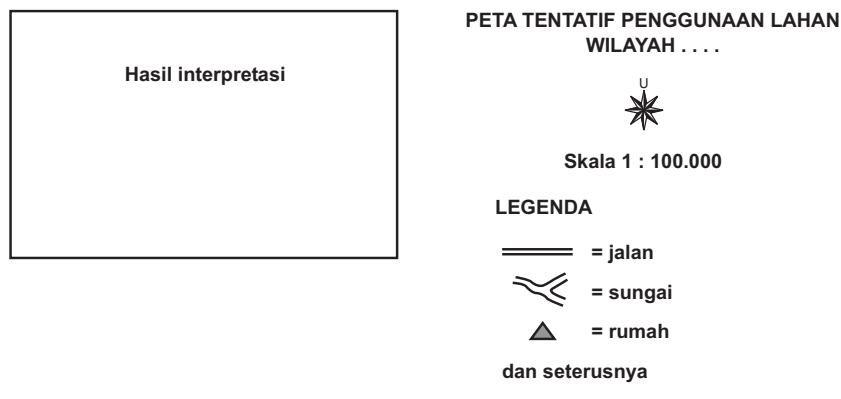 Hasil interpretasi
PETA TENTATIF PENGGUNAAN LAHAN
WILAYAH . . . .
U
Skala 1 : 100.000
LEGENDA
= jalan
= sungai
= rumah
dan seterusnya